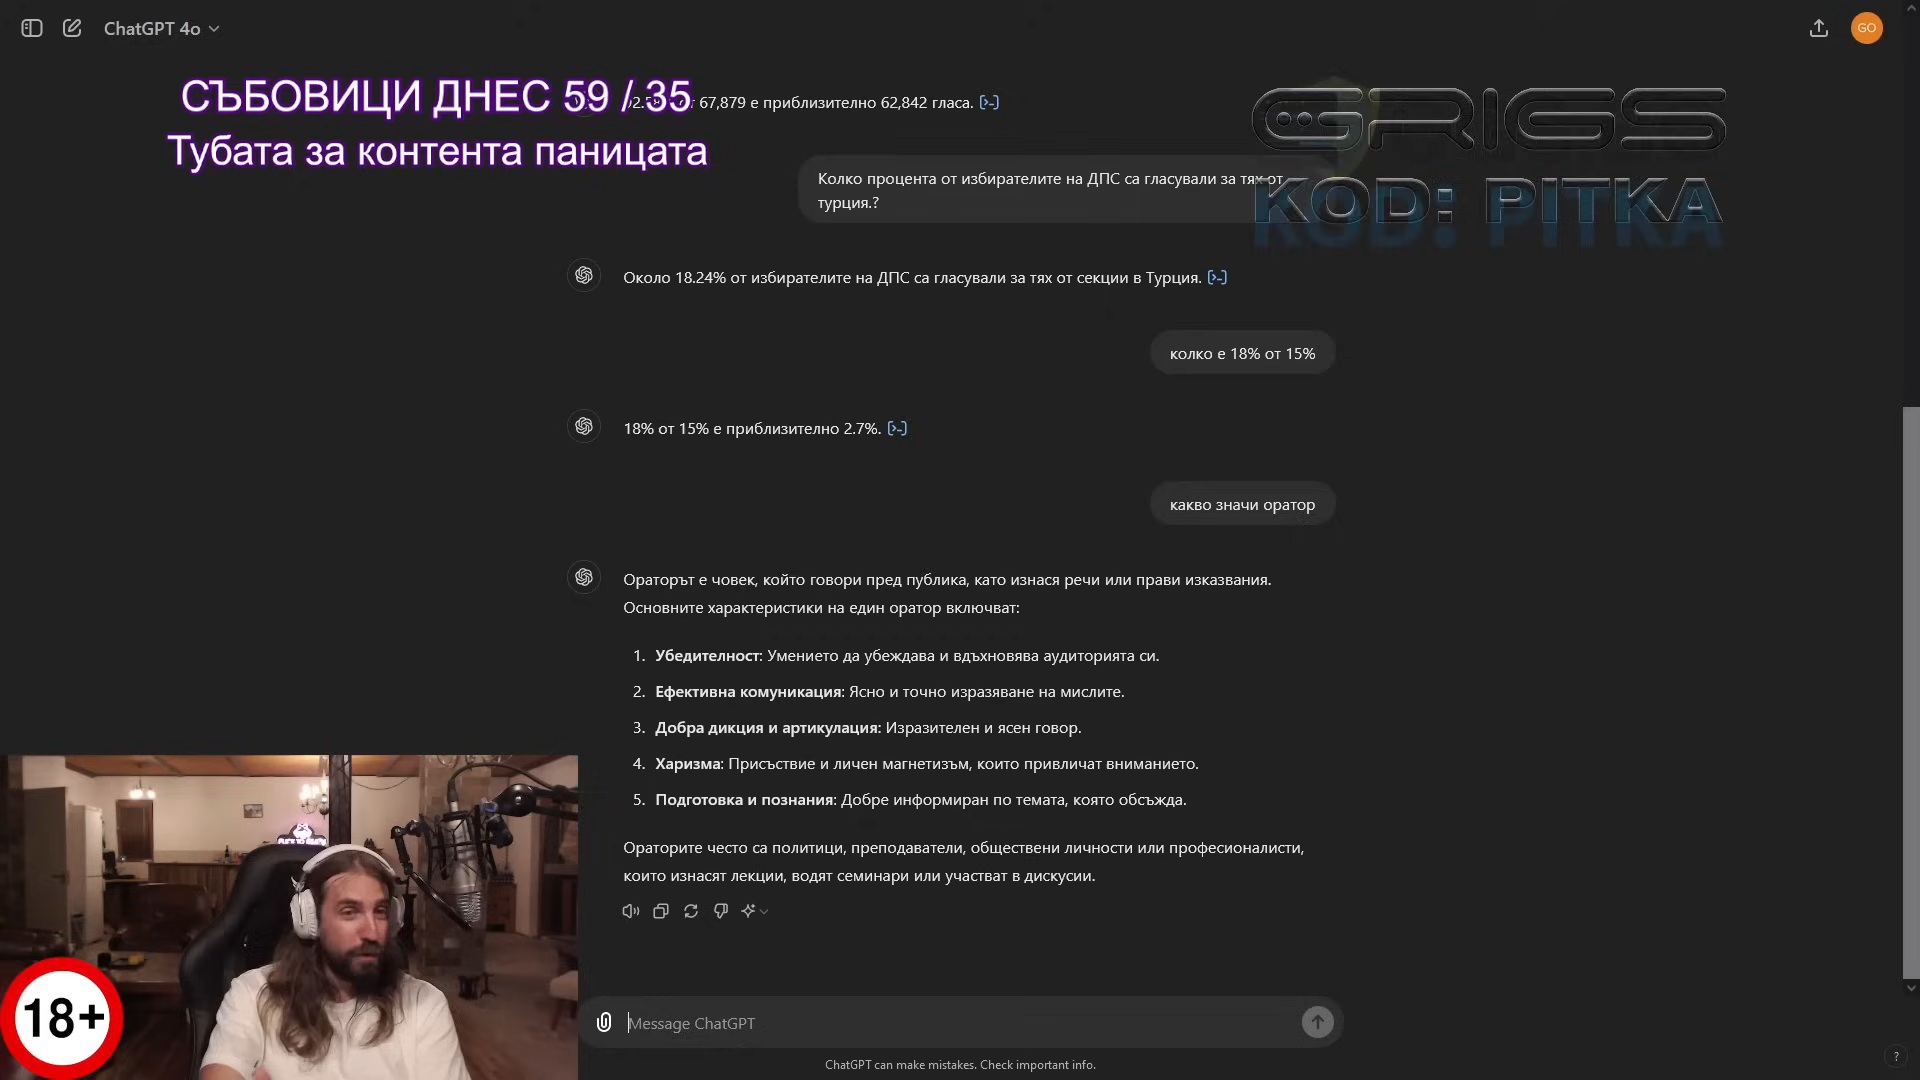 ChatGPT 4o
GO
СЪБОВИЦИ ДНЕС 59 / 35
Тубата за контента паницата
67,879 е приблизително 62,842 гласа.
GRIGS
KOD: PITKA
Колко процента от избирателите на ДПС са гласували за тях от
турция.?
Около 18.24% от избирателите на ДПС са гласували за тях от секции в Турция.
колко е 18% от 15%
18% от 15% е приблизително 2.7%.
какво значи оратор
Ораторът е човек, който говори пред публика, като изнася речи или прави изказвания.
Основните характеристики на един оратор включват:
1. Убедителност: Умението да убеждава и вдъхновява аудиторията си.
2. Ефективна комуникация: Ясно и точно изразяване на мислите.
3. Добра дикция и артикулация: Изразителен и ясен говор.
4. Харизма: Присъствие и личен магнетизъм, които привличат вниманието.
5. Подготовка и познания: Добре информиран по темата, която обсъжда.
Ораторите често са политици, преподаватели, обществени личности или професионалисти,
които изнасят лекции, водят семинари или участват в дискусии.
18+
Message ChatGPT
ChatGPT can make mistakes. Check important info.
?